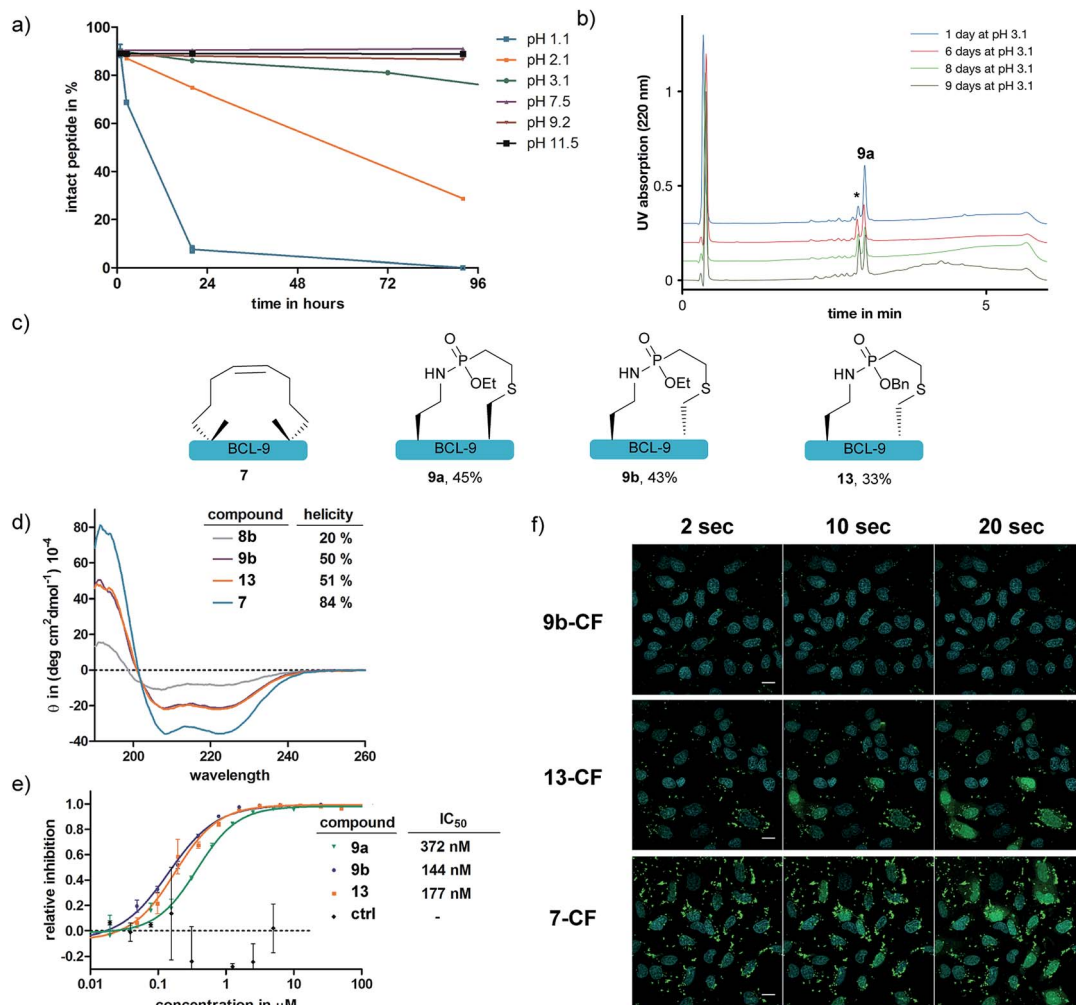 a)
100
80
60
40
20
0
0
24
48
72
96
intact peptide in %
time in hours
pH 1.1
pH 2.1
pH 3.1
pH 7.5
pH 9.2
pH 11.5
b)
1
0.5
0
0
5
UV absorption (220 nm)
time in min
1 day at pH 3.1
6 days at pH 3.1
8 days at pH 3.1
9 days at pH 3.1
9a
*
c)
BCL-9
7
O
HN
P
OEt
S
BCL-9
9a, 45%
O
HN
P
OEt
S
BCL-9
9b, 43%
O
HN
P
OBn
S
BCL-9
13, 33%
d)
80
60
40
20
0
-20
-40
200
220
240
260
θ in (deg cm2dmol-1) 10-4
wavelength
compound helicity
8b 20 %
9b 50 %
13 51 %
7 84 %
e)
1.0
0.8
0.6
0.4
0.2
0.0
-0.2
0.01
0.1
1
10
100
relative inhibition
concentration in µM
compound IC50
9a 372 nM
9b 144 nM
13 177 nM
ctrl -
f)
2 sec 10 sec 20 sec
9b-CF
13-CF
7-CF